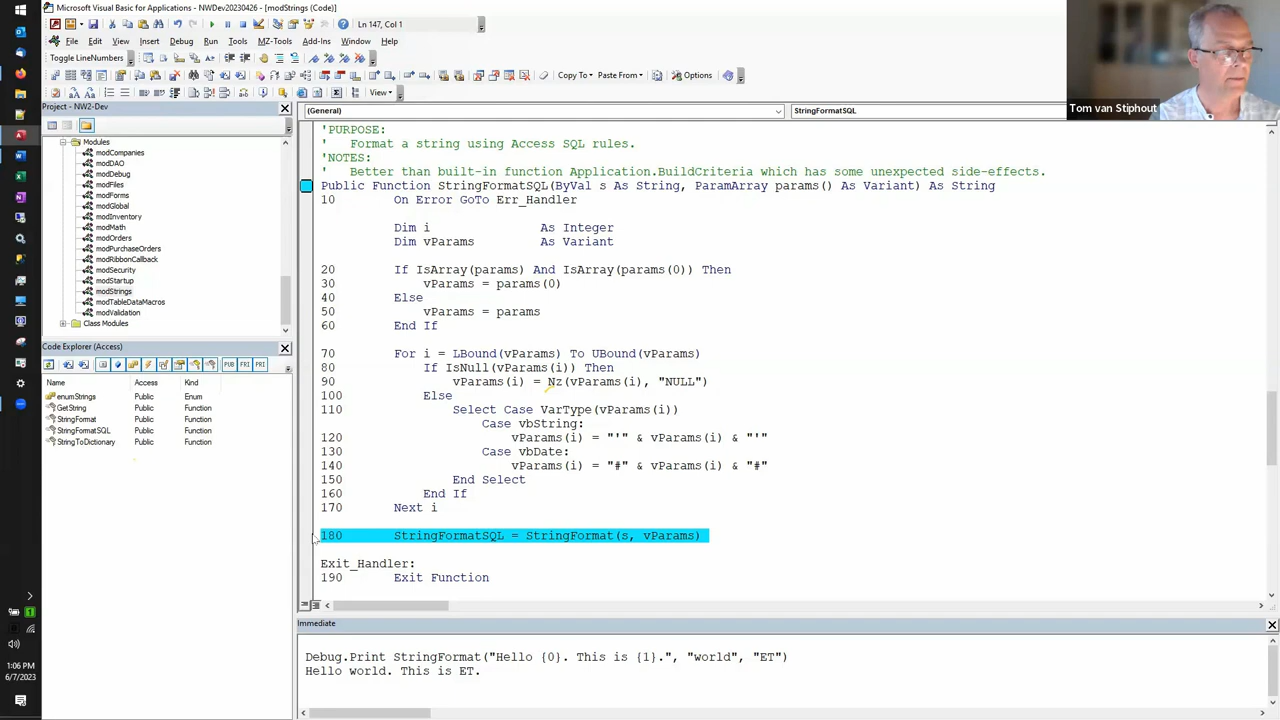 Microsoft Visual Basic for Applications - NWDev20230426 - [modStrings (Code)]
Ln 147, Col 1
File Edit View Insert Debug Run Tools MZ-Tools Add-Ins Window Help
Toggle LineNumbers
Copy To Paste From Options
View
Project - NW2-Dev
(General)
StringFormatSQL
Tom van Stiphout
Modules
modCompanies
modDAO
modDebug
modFiles
modForms
modGlobal
modInventory
modMath
modOrders
modPurchaseOrders
modRibbonCallback
modSecurity
modStartup
modStrings
modTableDataMacros
modValidation
Class Modules
Code Explorer (Access)
PUB FRI PRI
Name Access Kind
enumStrings Public Enum
GetString Public Function
StringFormat Public Function
StringFormatSQL Public Function
StringToDictionary Public Function
'PURPOSE:
' Format a string using Access SQL rules.
'NOTES:
' Better than built-in function Application.BuildCriteria which has some unexpected side-effects.
Public Function StringFormatSQL(ByVal s As String, ParamArray params() As Variant) As String
10 On Error GoTo Err_Handler
Dim i As Integer
Dim vParams As Variant
20 If IsArray(params) And IsArray(params(0)) Then
30 vParams = params(0)
40 Else
50 vParams = params
60 End If
70 For i = LBound(vParams) To UBound(vParams)
80 If IsNull(vParams(i)) Then
90 vParams(i) = Nz(vParams(i), "NULL")
100 Else
110 Select Case VarType(vParams(i))
Case vbString:
120 vParams(i) = "'" & vParams(i) & "'"
130 Case vbDate:
140 vParams(i) = "#" & vParams(i) & "#"
150 End Select
160 End If
170 Next i
180 StringFormatSQL = StringFormat(s, vParams)
Exit_Handler:
190 Exit Function
Immediate
Debug.Print StringFormat("Hello {0}. This is {1}.", "world", "ET")
Hello world. This is ET.
1
1:06 PM
6/7/2023